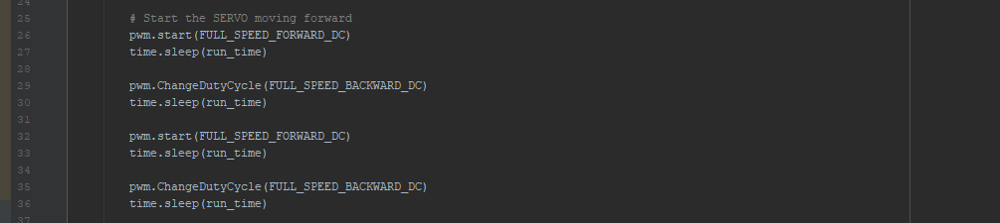 24
25 # Start the SERVO moving forward
26 pwm.start(FULL_SPEED_FORWARD_DC)
27 time.sleep(run_time)
28
29 pwm.ChangeDutyCycle(FULL_SPEED_BACKWARD_DC)
30 time.sleep(run_time)
31
32 pwm.start(FULL_SPEED_FORWARD_DC)
33 time.sleep(run_time)
34
35 pwm.ChangeDutyCycle(FULL_SPEED_BACKWARD_DC)
36 time.sleep(run_time)
37